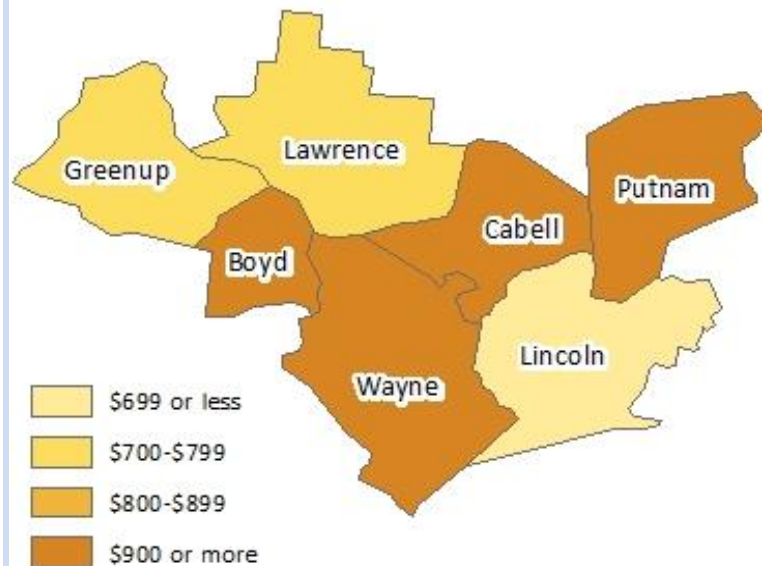 Lawrence
Greenup
Putnam
Cabell
Boyd
Lincoln
Wayne
$699 or less
$700-$799
$800-$899
$900 or more